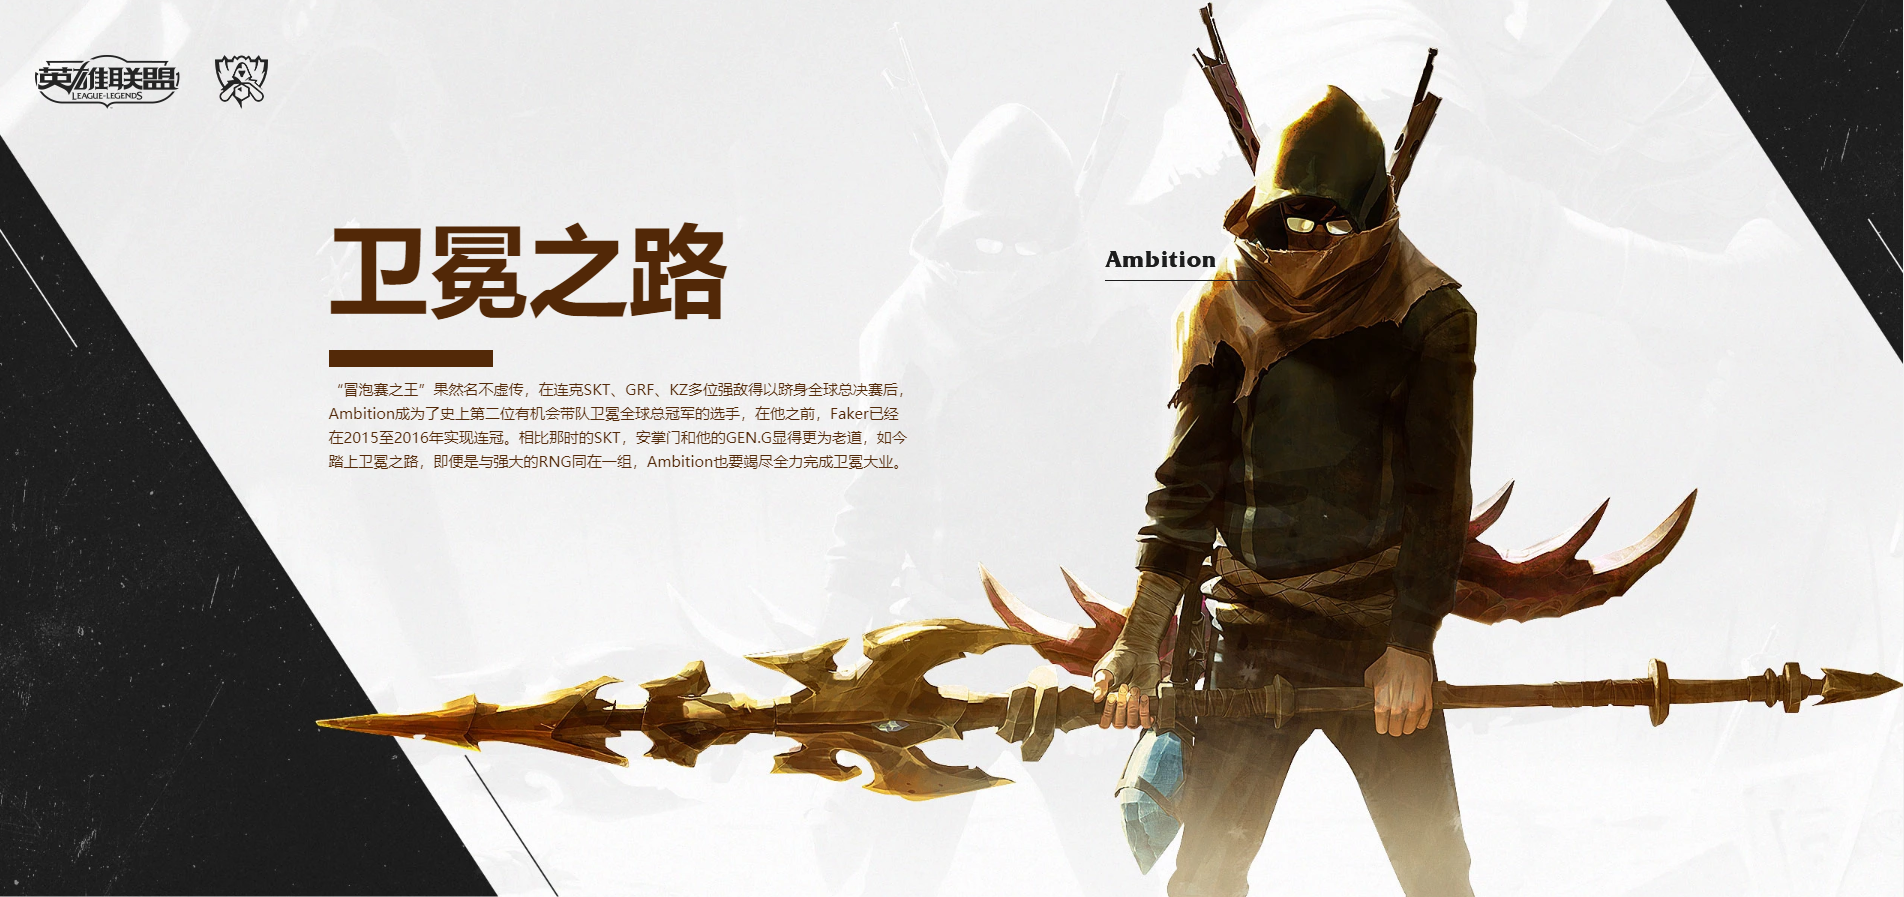 英雄联盟
LEAGUE-LEGENDS
卫冕之路
Ambition
“冒泡赛之王”果然名不虚传，在连克SKT、GRF、KZ多位强敌得以跻身全球总决赛后，
Ambition成为了史上第二位有机会带队卫冕全球总冠军的选手，在他之前，Faker已经
在2015至2016年实现连冠。相比那时的SKT，安掌门和他的GEN.G显得更为老道，如今
踏上卫冕之路，即便是与强大的RNG同在一组，Ambition也要竭尽全力完成卫冕大业。